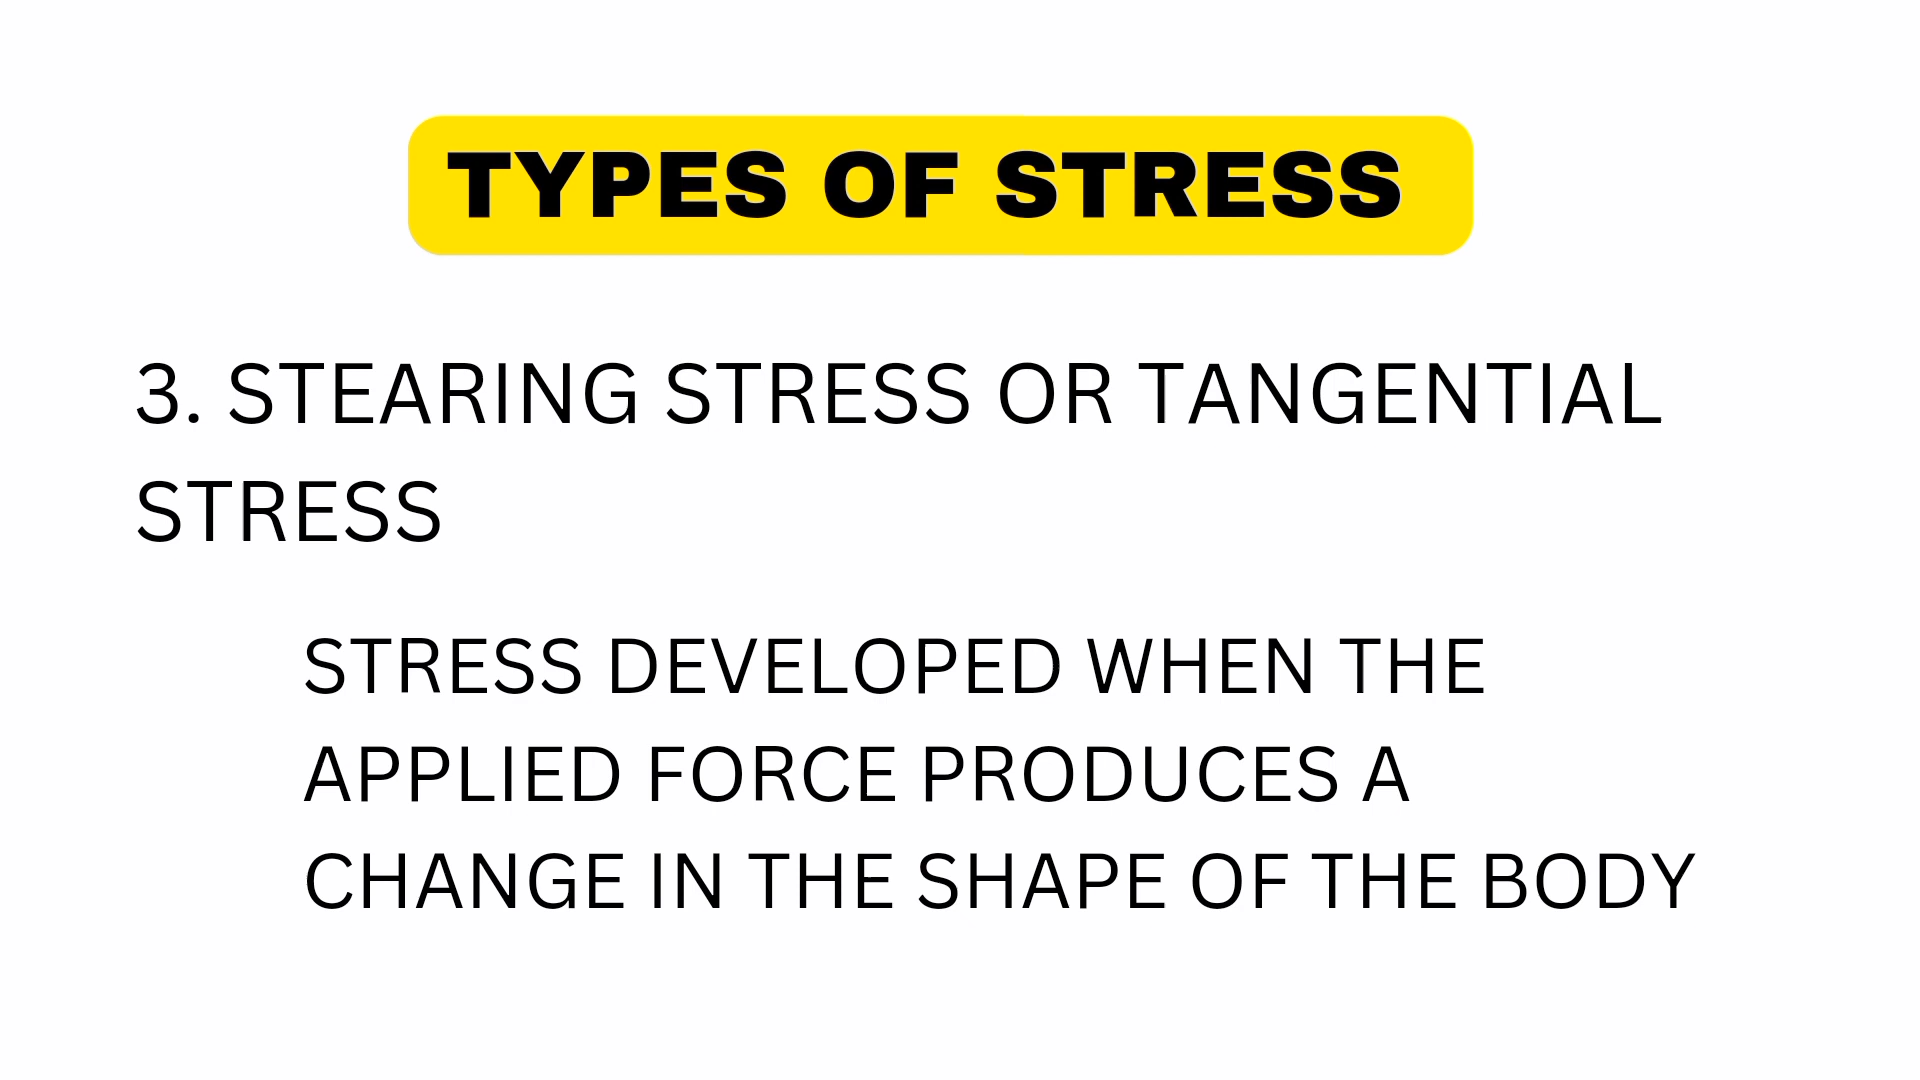 TYPES OF STRESS
3. STEARING STRESS OR TANGENTIAL
STRESS
STRESS DEVELOPED WHEN THE
APPLIED FORCE PRODUCES A
CHANGE IN THE SHAPE OF THE BODY